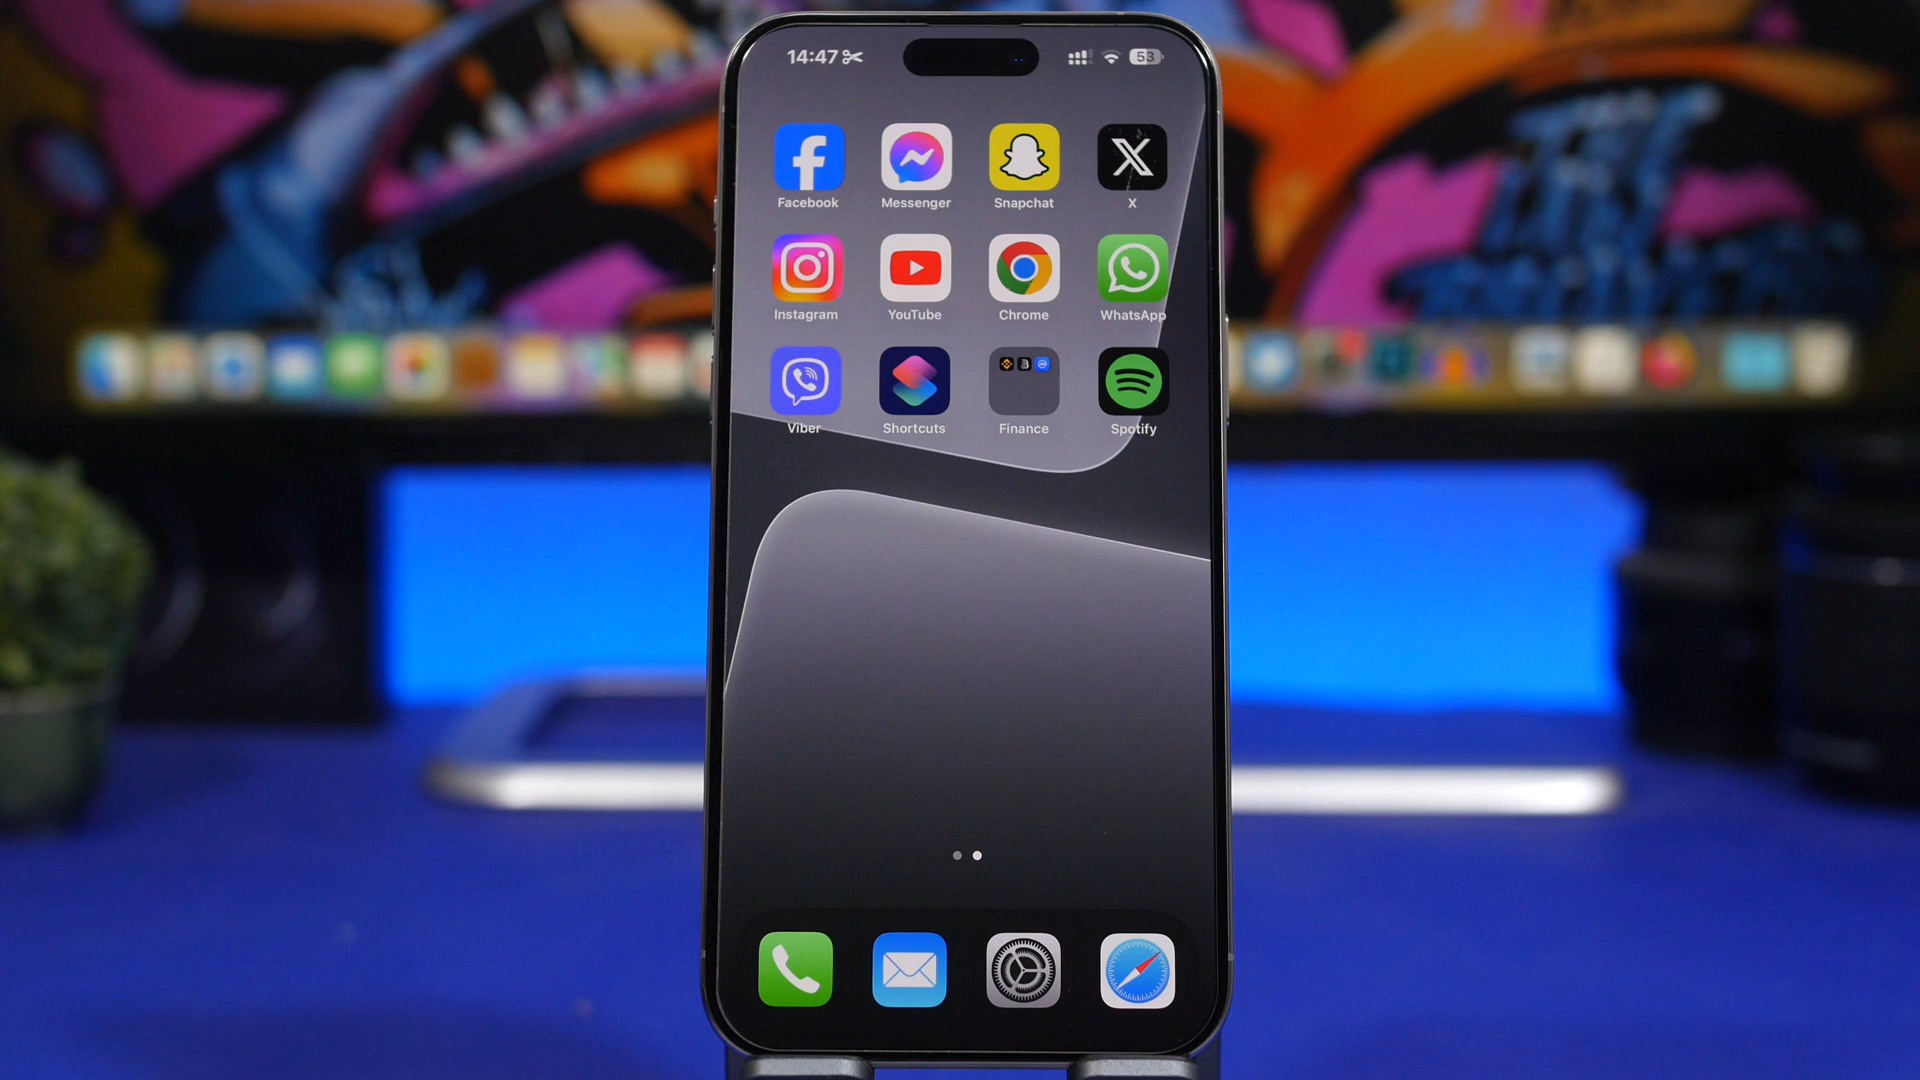 14:47 53
Facebook Messenger Snapchat X
Instagram YouTube Chrome WhatsApp
Viber Shortcuts Finance Spotify